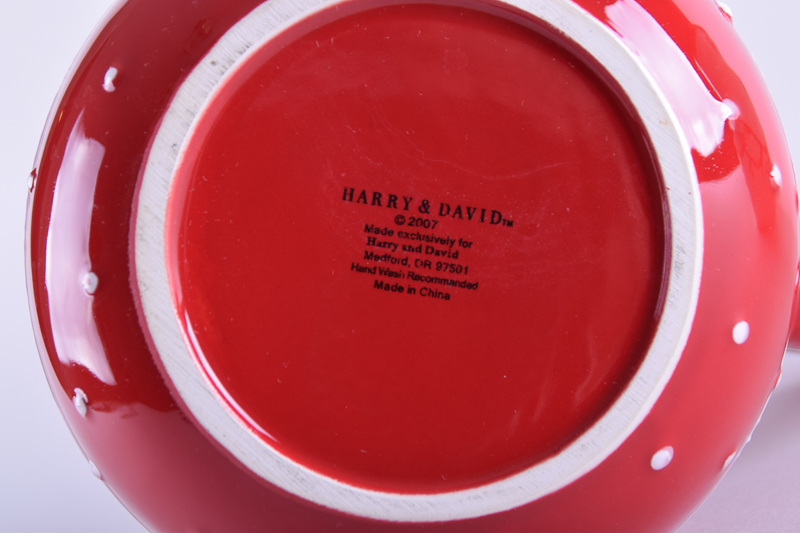 HARRY & DAVID™
©2007
Made exclusively for
Harry and David
Medford, OR 97501
Hand Wash Recommended
Made in China